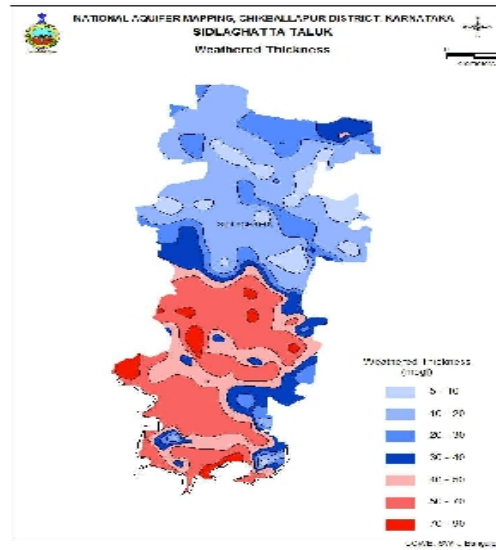 NATIONAL AQUIFER MAPPING, CHIKBALLAPUR DISTRICT, KARNATAKA
SIDLAGHATTA TALUK
Weathered Thickness
Weathered Thickness
5 - 10
10 - 20
20 - 30
30 - 40
40 - 50
50 - 70
70 - 90